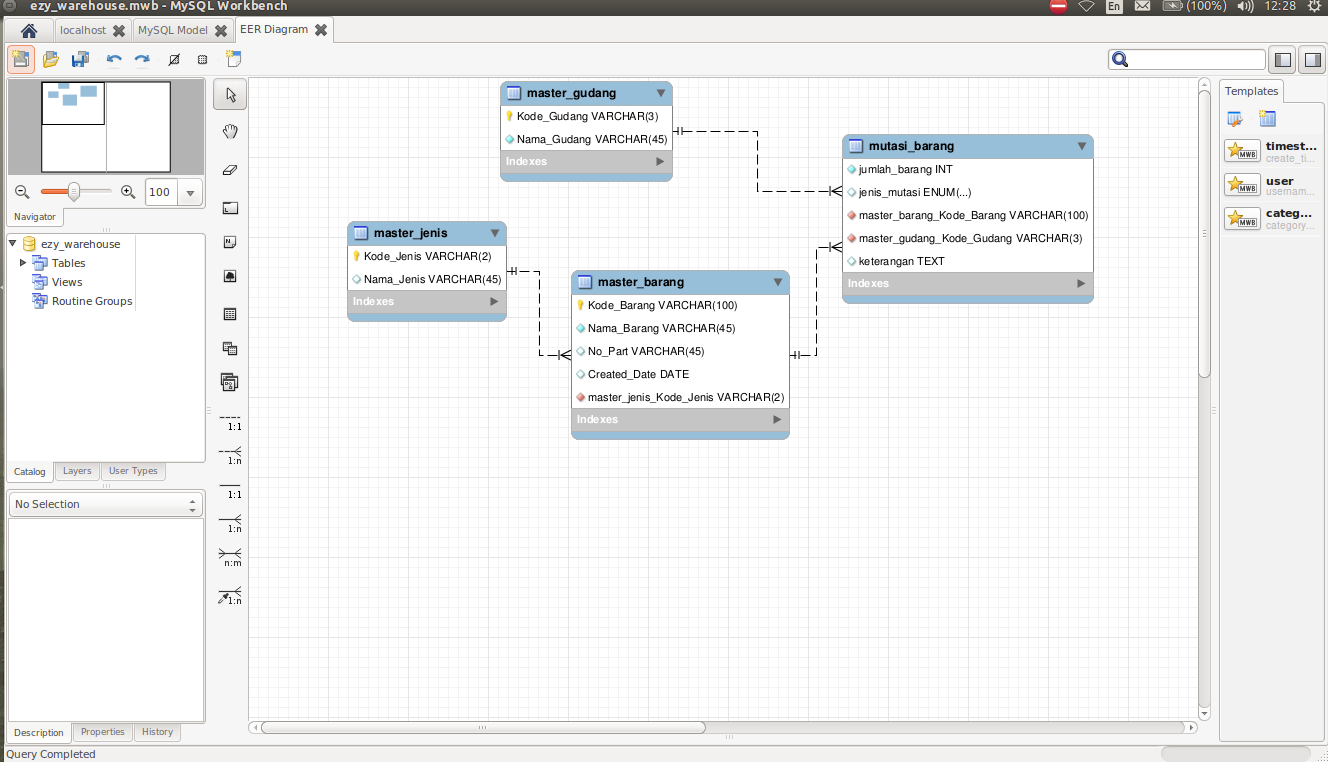 ezy_warehouse.mwb - MySQL Workbench
En
(100%)
12:28
localhost
MySQL Model
EER Diagram
100
Navigator
ezy_warehouse
Tables
Views
Routine Groups
Catalog
Layers
User Types
No Selection
Description
Properties
History
Query Completed
1:1
1:n
1:1
1:n
n:m
1:n
master_gudang
Kode_Gudang VARCHAR(3)
Nama_Gudang VARCHAR(45)
Indexes
master_jenis
Kode_Jenis VARCHAR(2)
Nama_Jenis VARCHAR(45)
Indexes
master_barang
Kode_Barang VARCHAR(100)
Nama_Barang VARCHAR(45)
No_Part VARCHAR(45)
Created_Date DATE
master_jenis_Kode_Jenis VARCHAR(2)
Indexes
mutasi_barang
jumlah_barang INT
jenis_mutasi ENUM(...)
master_barang_Kode_Barang VARCHAR(100)
master_gudang_Kode_Gudang VARCHAR(3)
keterangan TEXT
Indexes
Templates
MWB
timest...
create_ti...
MWB
user
usernam...
MWB
categ...
category...